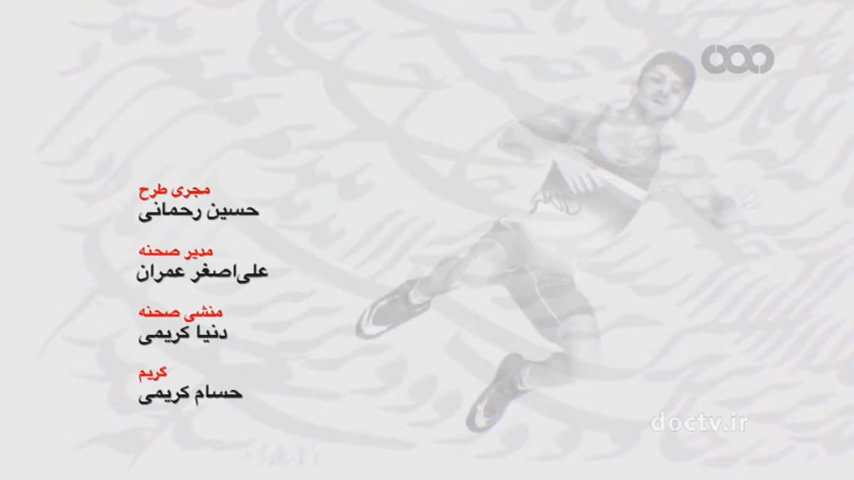 مجری طرح
حسین رحمانی
مدیر صحنه
علی‌اصغر عمران
منشی صحنه
دنیا کریمی
گریم
حسام کریمی
doctv.ir